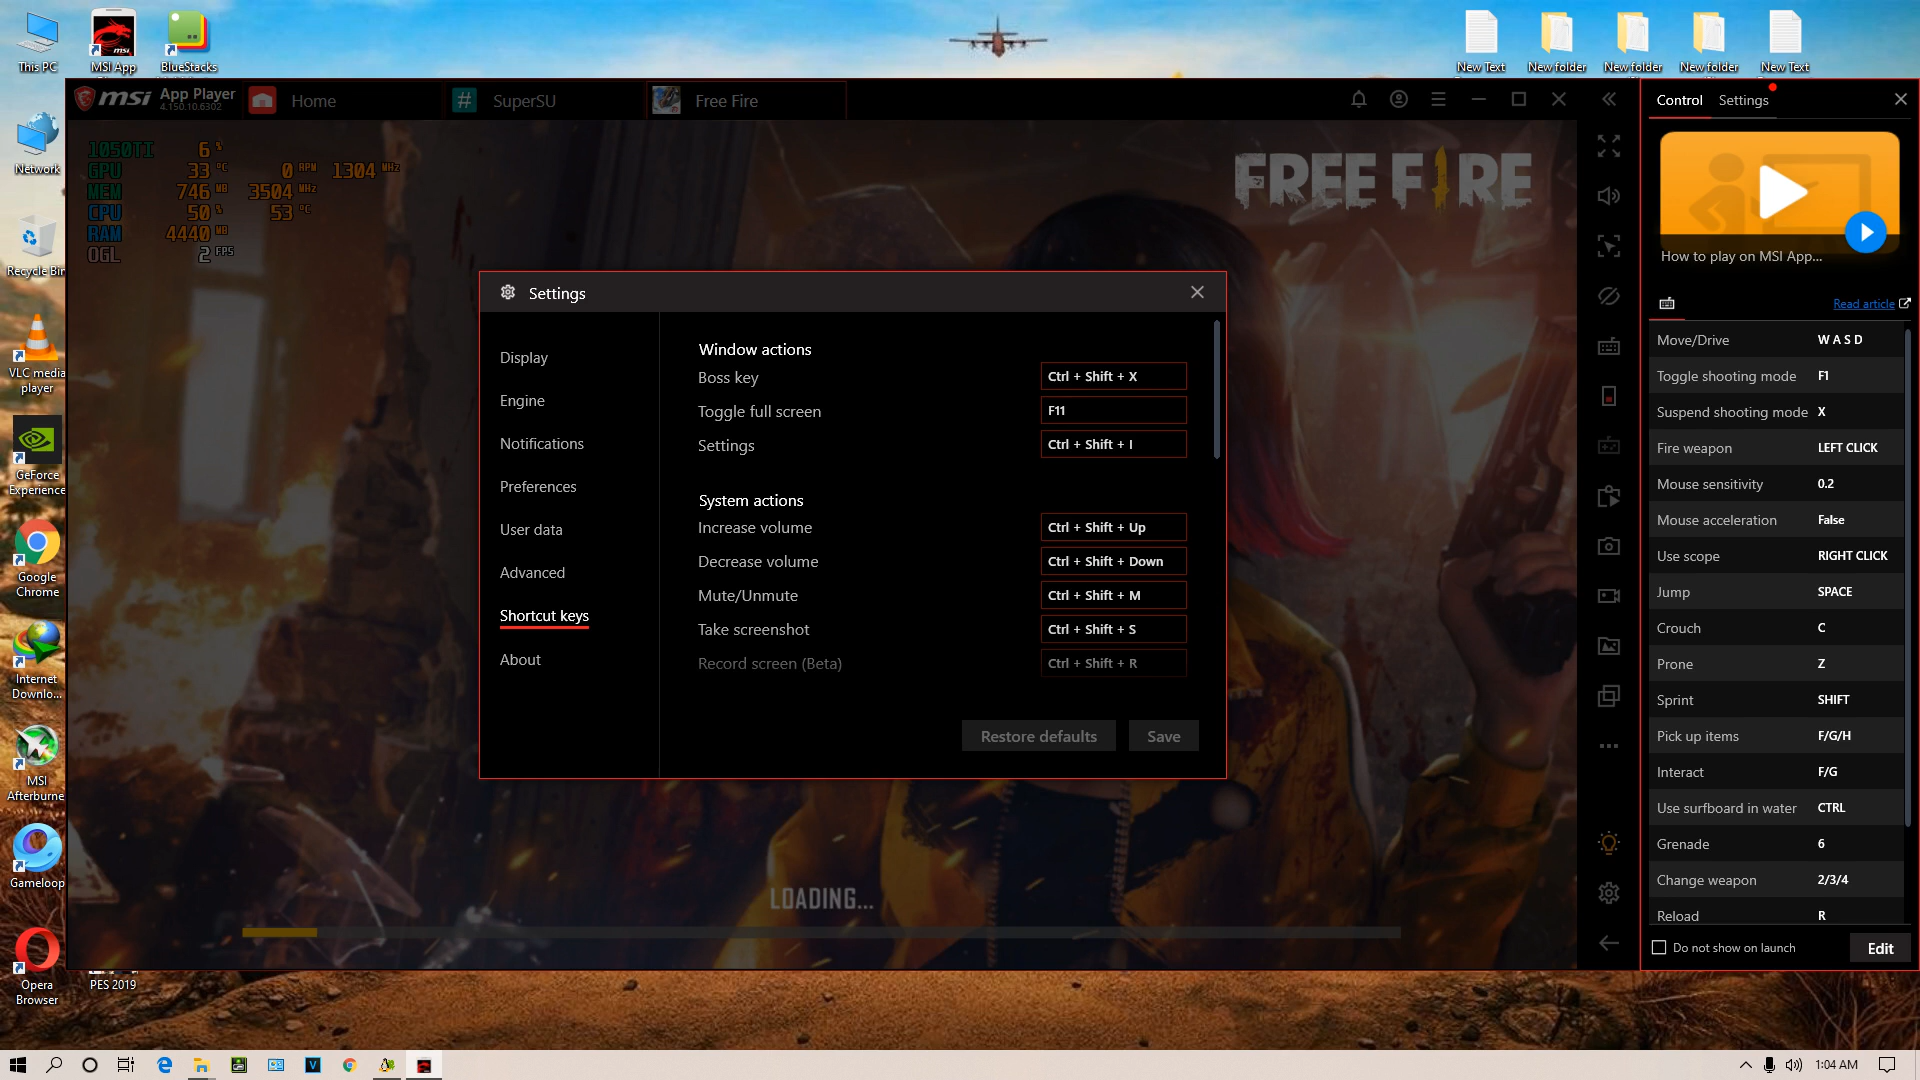 This PC
MSI App
BlueStacks
New Text
New folder
New folder
New folder
New Text
Network
Recycle Bin
VLC media
player
GeForce
Experience
Google
Chrome
Internet
Downlo...
MSI
Afterburne
Gameloop
Opera
Browser
PES 2019
msi App Player
4.150.10.6302
Home
SuperSU
Free Fire
1050TI 6 %
GPU 33 °C 0 RPM 1304 MHz
MEM 746 MB 3504 MHz
CPU 50 % 53 °C
RAM 4440 MB
OGL 2 FPS
FREE FIRE
Settings
Display
Engine
Notifications
Preferences
User data
Advanced
Shortcut keys
About
Window actions
Boss key Ctrl + Shift + X
Toggle full screen F11
Settings Ctrl + Shift + I
System actions
Increase volume Ctrl + Shift + Up
Decrease volume Ctrl + Shift + Down
Mute/Unmute Ctrl + Shift + M
Take screenshot Ctrl + Shift + S
Record screen (Beta) Ctrl + Shift + R
Restore defaults Save
LOADING...
Control Settings
How to play on MSI App...
Read article
Move/Drive W A S D
Toggle shooting mode F1
Suspend shooting mode X
Fire weapon LEFT CLICK
Mouse sensitivity 0.2
Mouse acceleration False
Use scope RIGHT CLICK
Jump SPACE
Crouch C
Prone Z
Sprint SHIFT
Pick up items F/G/H
Interact F/G
Use surfboard in water CTRL
Grenade 6
Change weapon 2/3/4
Reload R
Do not show on launch Edit
1:04 AM